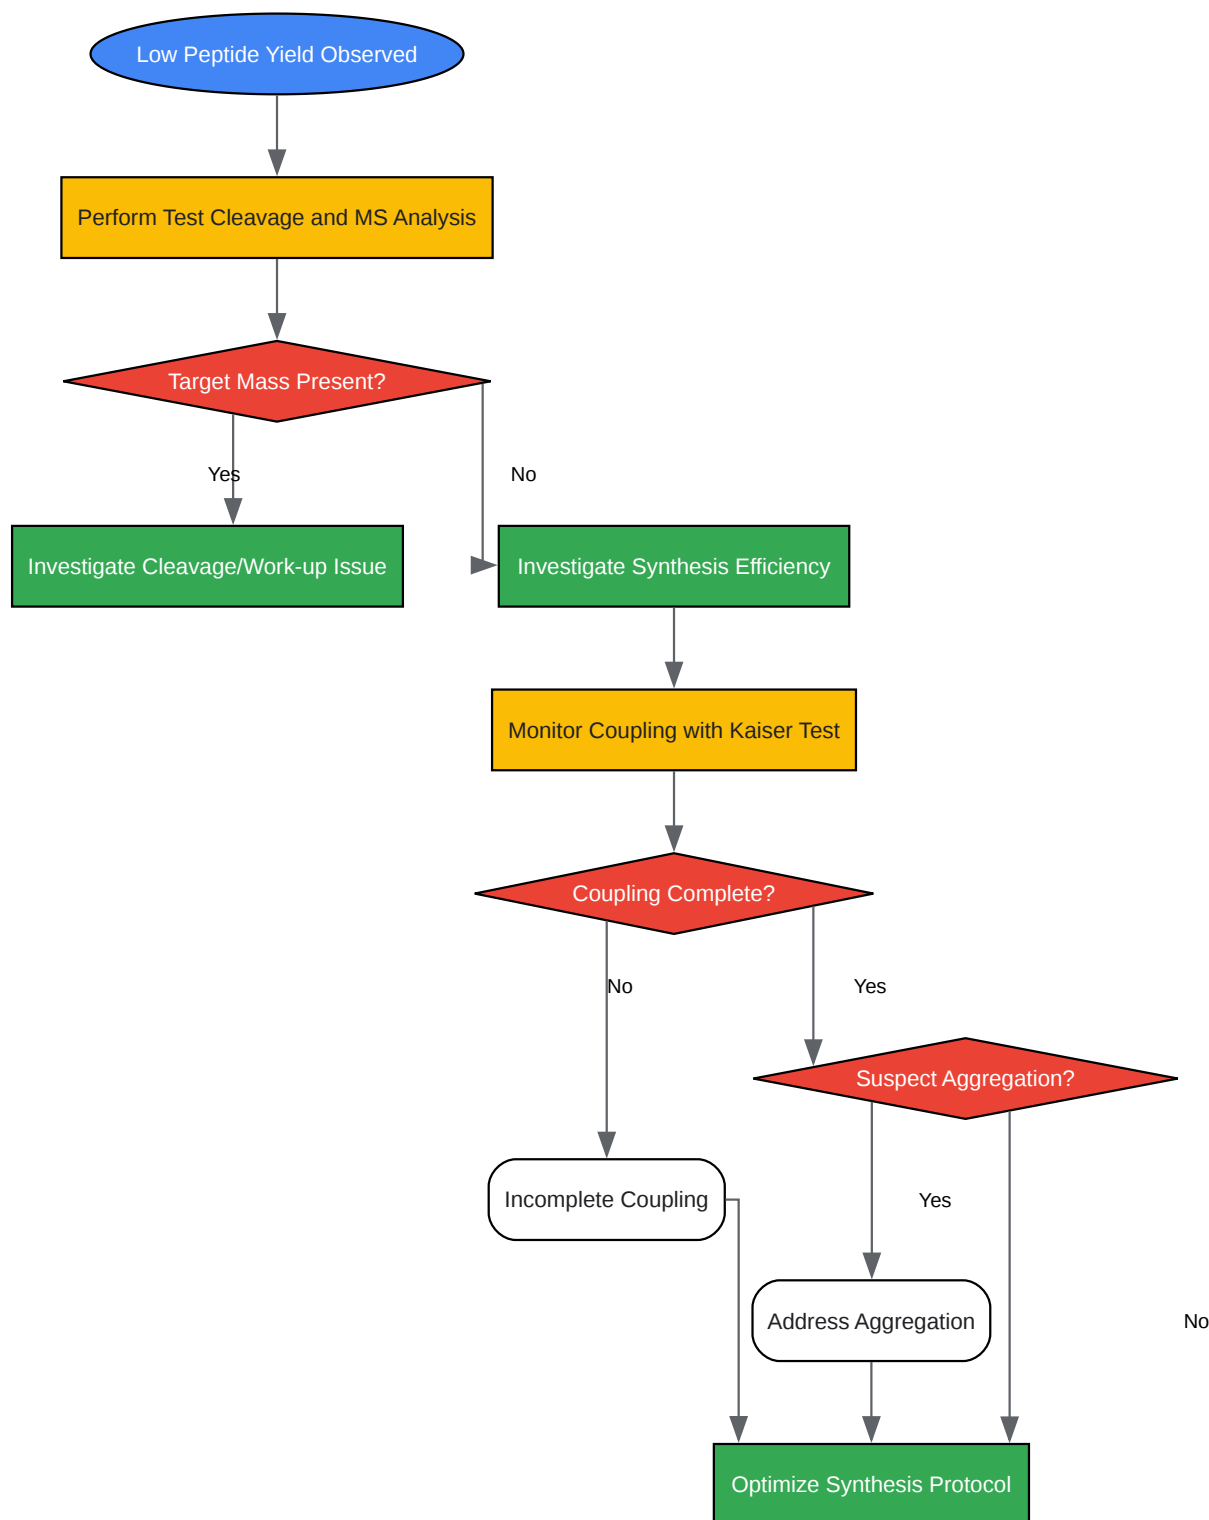 Low Peptide Yield Observed
Perform Test Cleavage and MS Analysis
Target Mass Present?
Yes
No
Investigate Cleavage/Work-up Issue
Investigate Synthesis Efficiency
Monitor Coupling with Kaiser Test
Coupling Complete?
No
Yes
Suspect Aggregation?
Incomplete Coupling
Yes
Address Aggregation
No
Optimize Synthesis Protocol